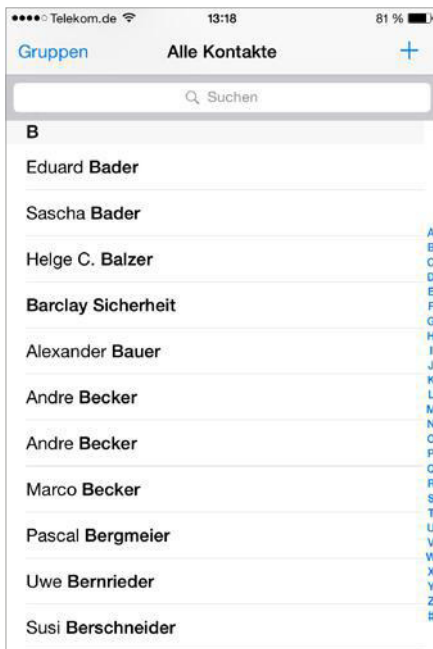 Telekom.de 13:18 81 %
Gruppen Alle Kontakte +
Suchen
B
Eduard Bader
Sascha Bader
Helge C. Balzer
Barclay Sicherheit
Alexander Bauer
Andre Becker
Andre Becker
Marco Becker
Pascal Bergmeier
Uwe Bernrieder
Susi Berschneider
A
B
C
D
E
F
G
H
I
J
K
L
M
N
O
P
Q
R
S
T
U
V
W
X
Y
Z
#